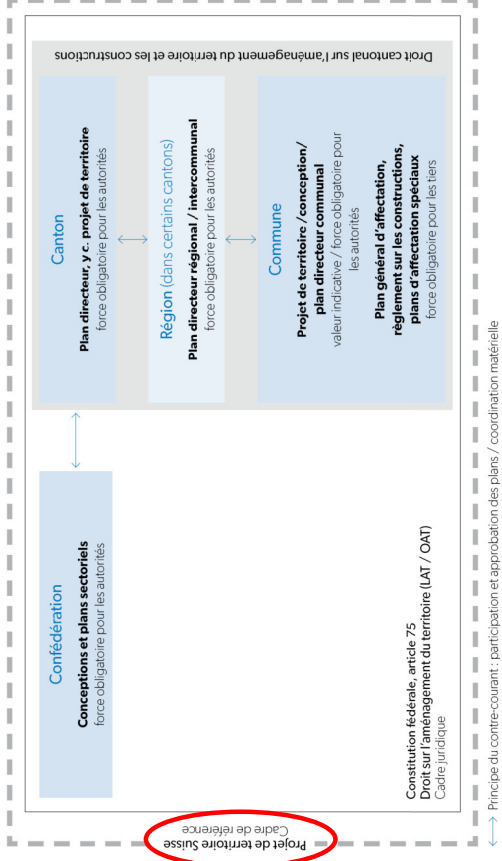 Projet de territoire Suisse
Cadre de référence
Confédération
Conceptions et plans sectoriels
force obligatoire pour les autorités
Constitution fédérale, article 75
Droit sur l'aménagement du territoire (LAT / OAT)
Cadre juridique
Canton
Plan directeur, y c. projet de territoire
force obligatoire pour les autorités
Région (dans certains cantons)
Plan directeur régional / intercommunal
force obligatoire pour les autorités
Commune
Projet de territoire /conception/
plan directeur communal
valeur indicative / force obligatoire pour
les autorités
Plan général d'affectation,
règlement sur les constructions,
plans d'affectation spéciaux
force obligatoire pour les tiers
Droit cantonal sur l'aménagement du territoire et les constructions
Principe du contre-courant : participation et approbation des plans / coordination matérielle